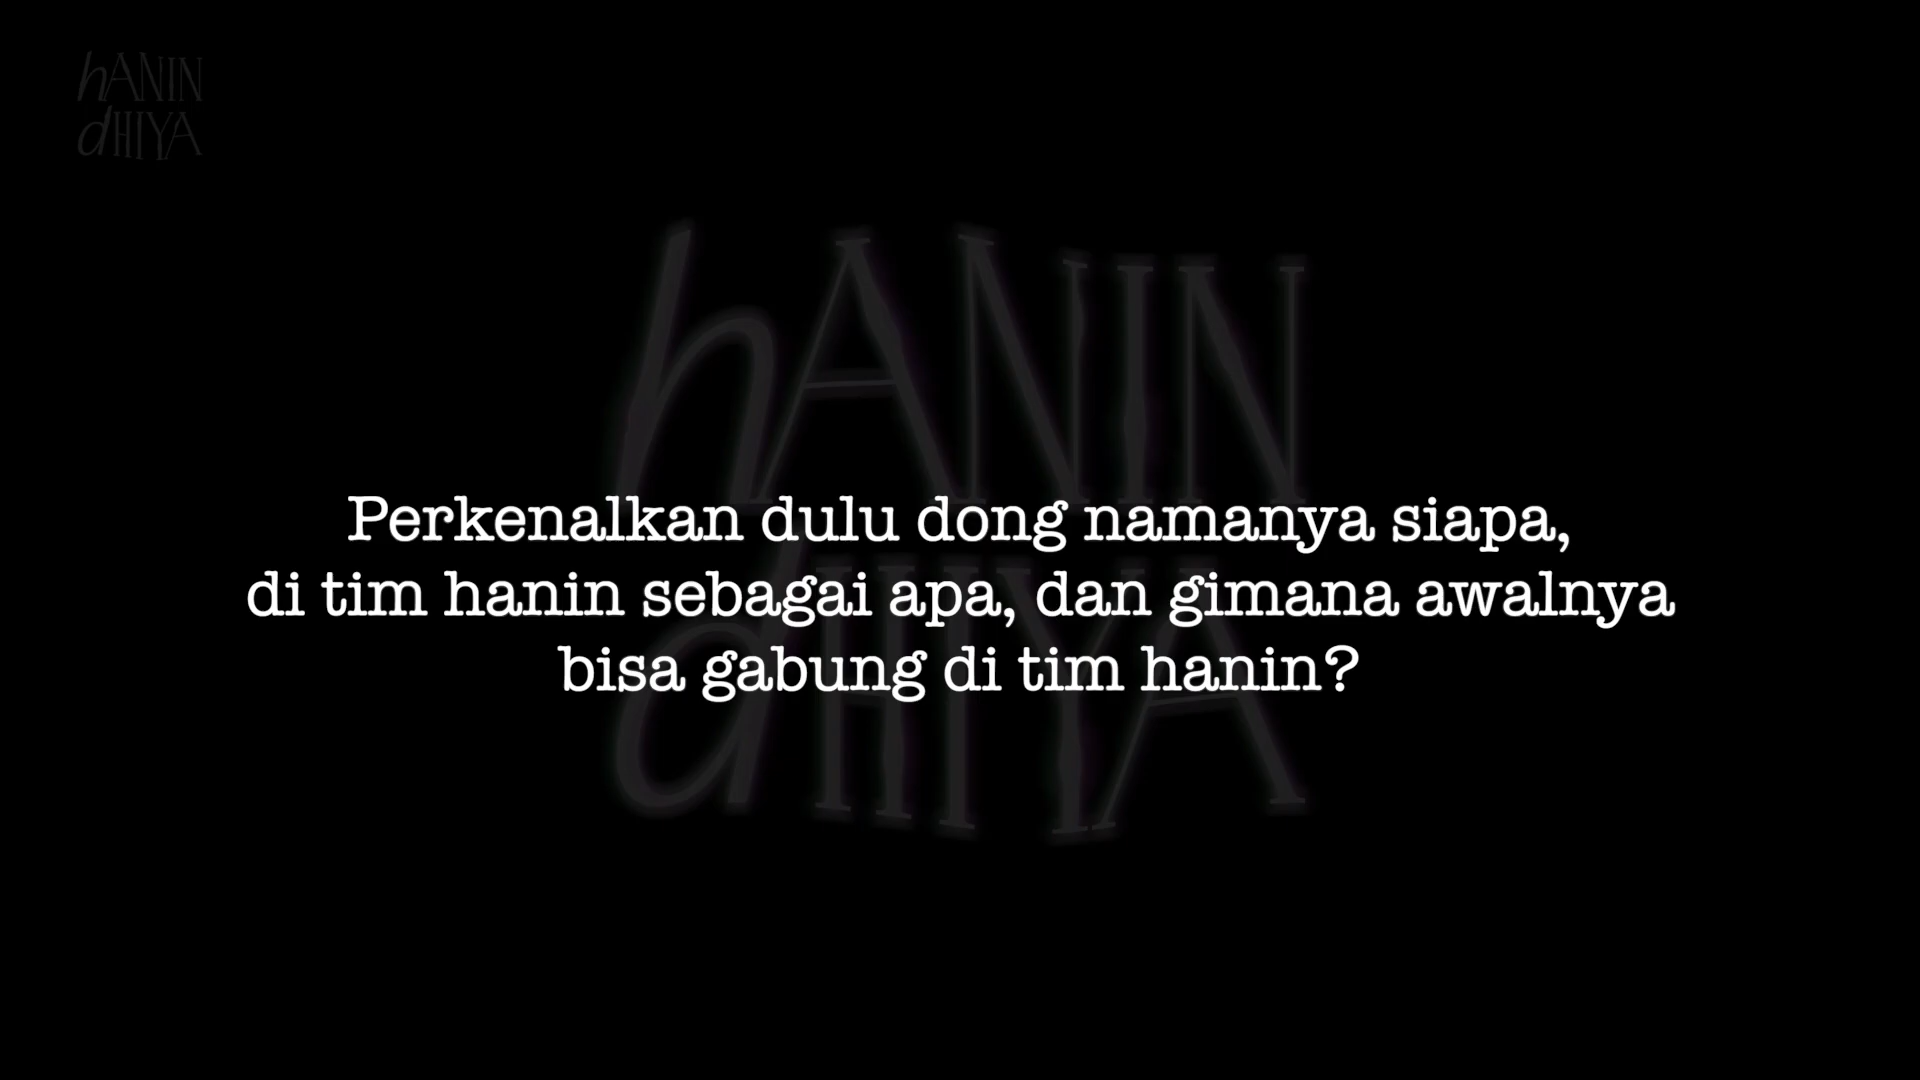 hANIN
dHIYA
hANIN
dHIYA
Perkenalkan dulu dong namanya siapa,
di tim hanin sebagai apa, dan gimana awalnya
bisa gabung di tim hanin?